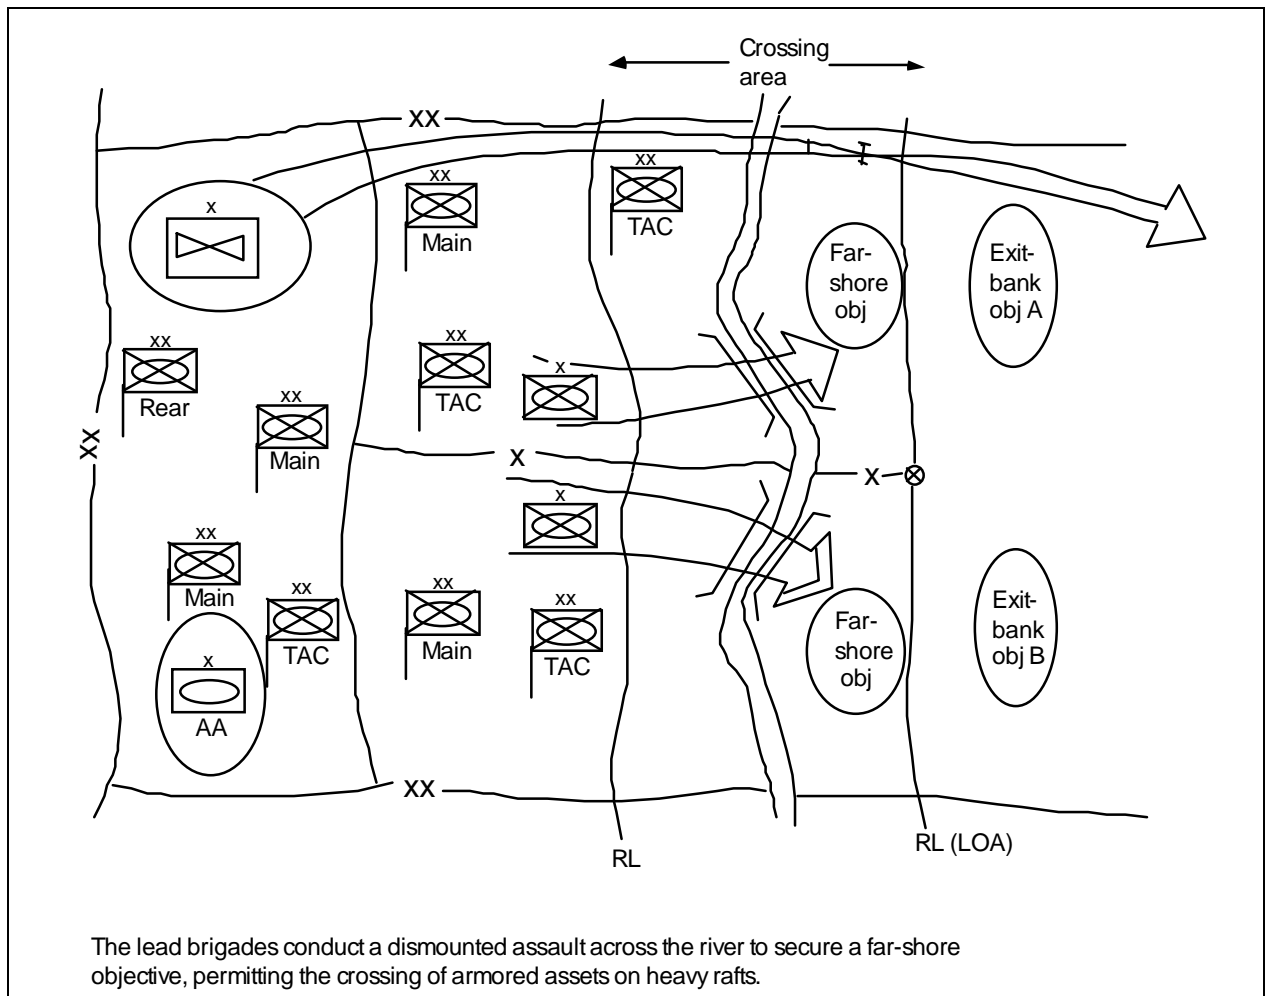 Crossing
area
XX
xx
Main
xx
TAC
x
Far-
shore
obj
Exit-
bank
obj A
xx
Rear
xx
TAC
x
xx
Main
XX
X
X
x
xx
Main
xx
TAC
xx
Main
xx
TAC
x
AA
Far-
shore
obj
Exit-
bank
obj B
XX
RL
RL (LOA)
The lead brigades conduct a dismounted assault across the river to secure a far-shore
objective, permitting the crossing of armored assets on heavy rafts.